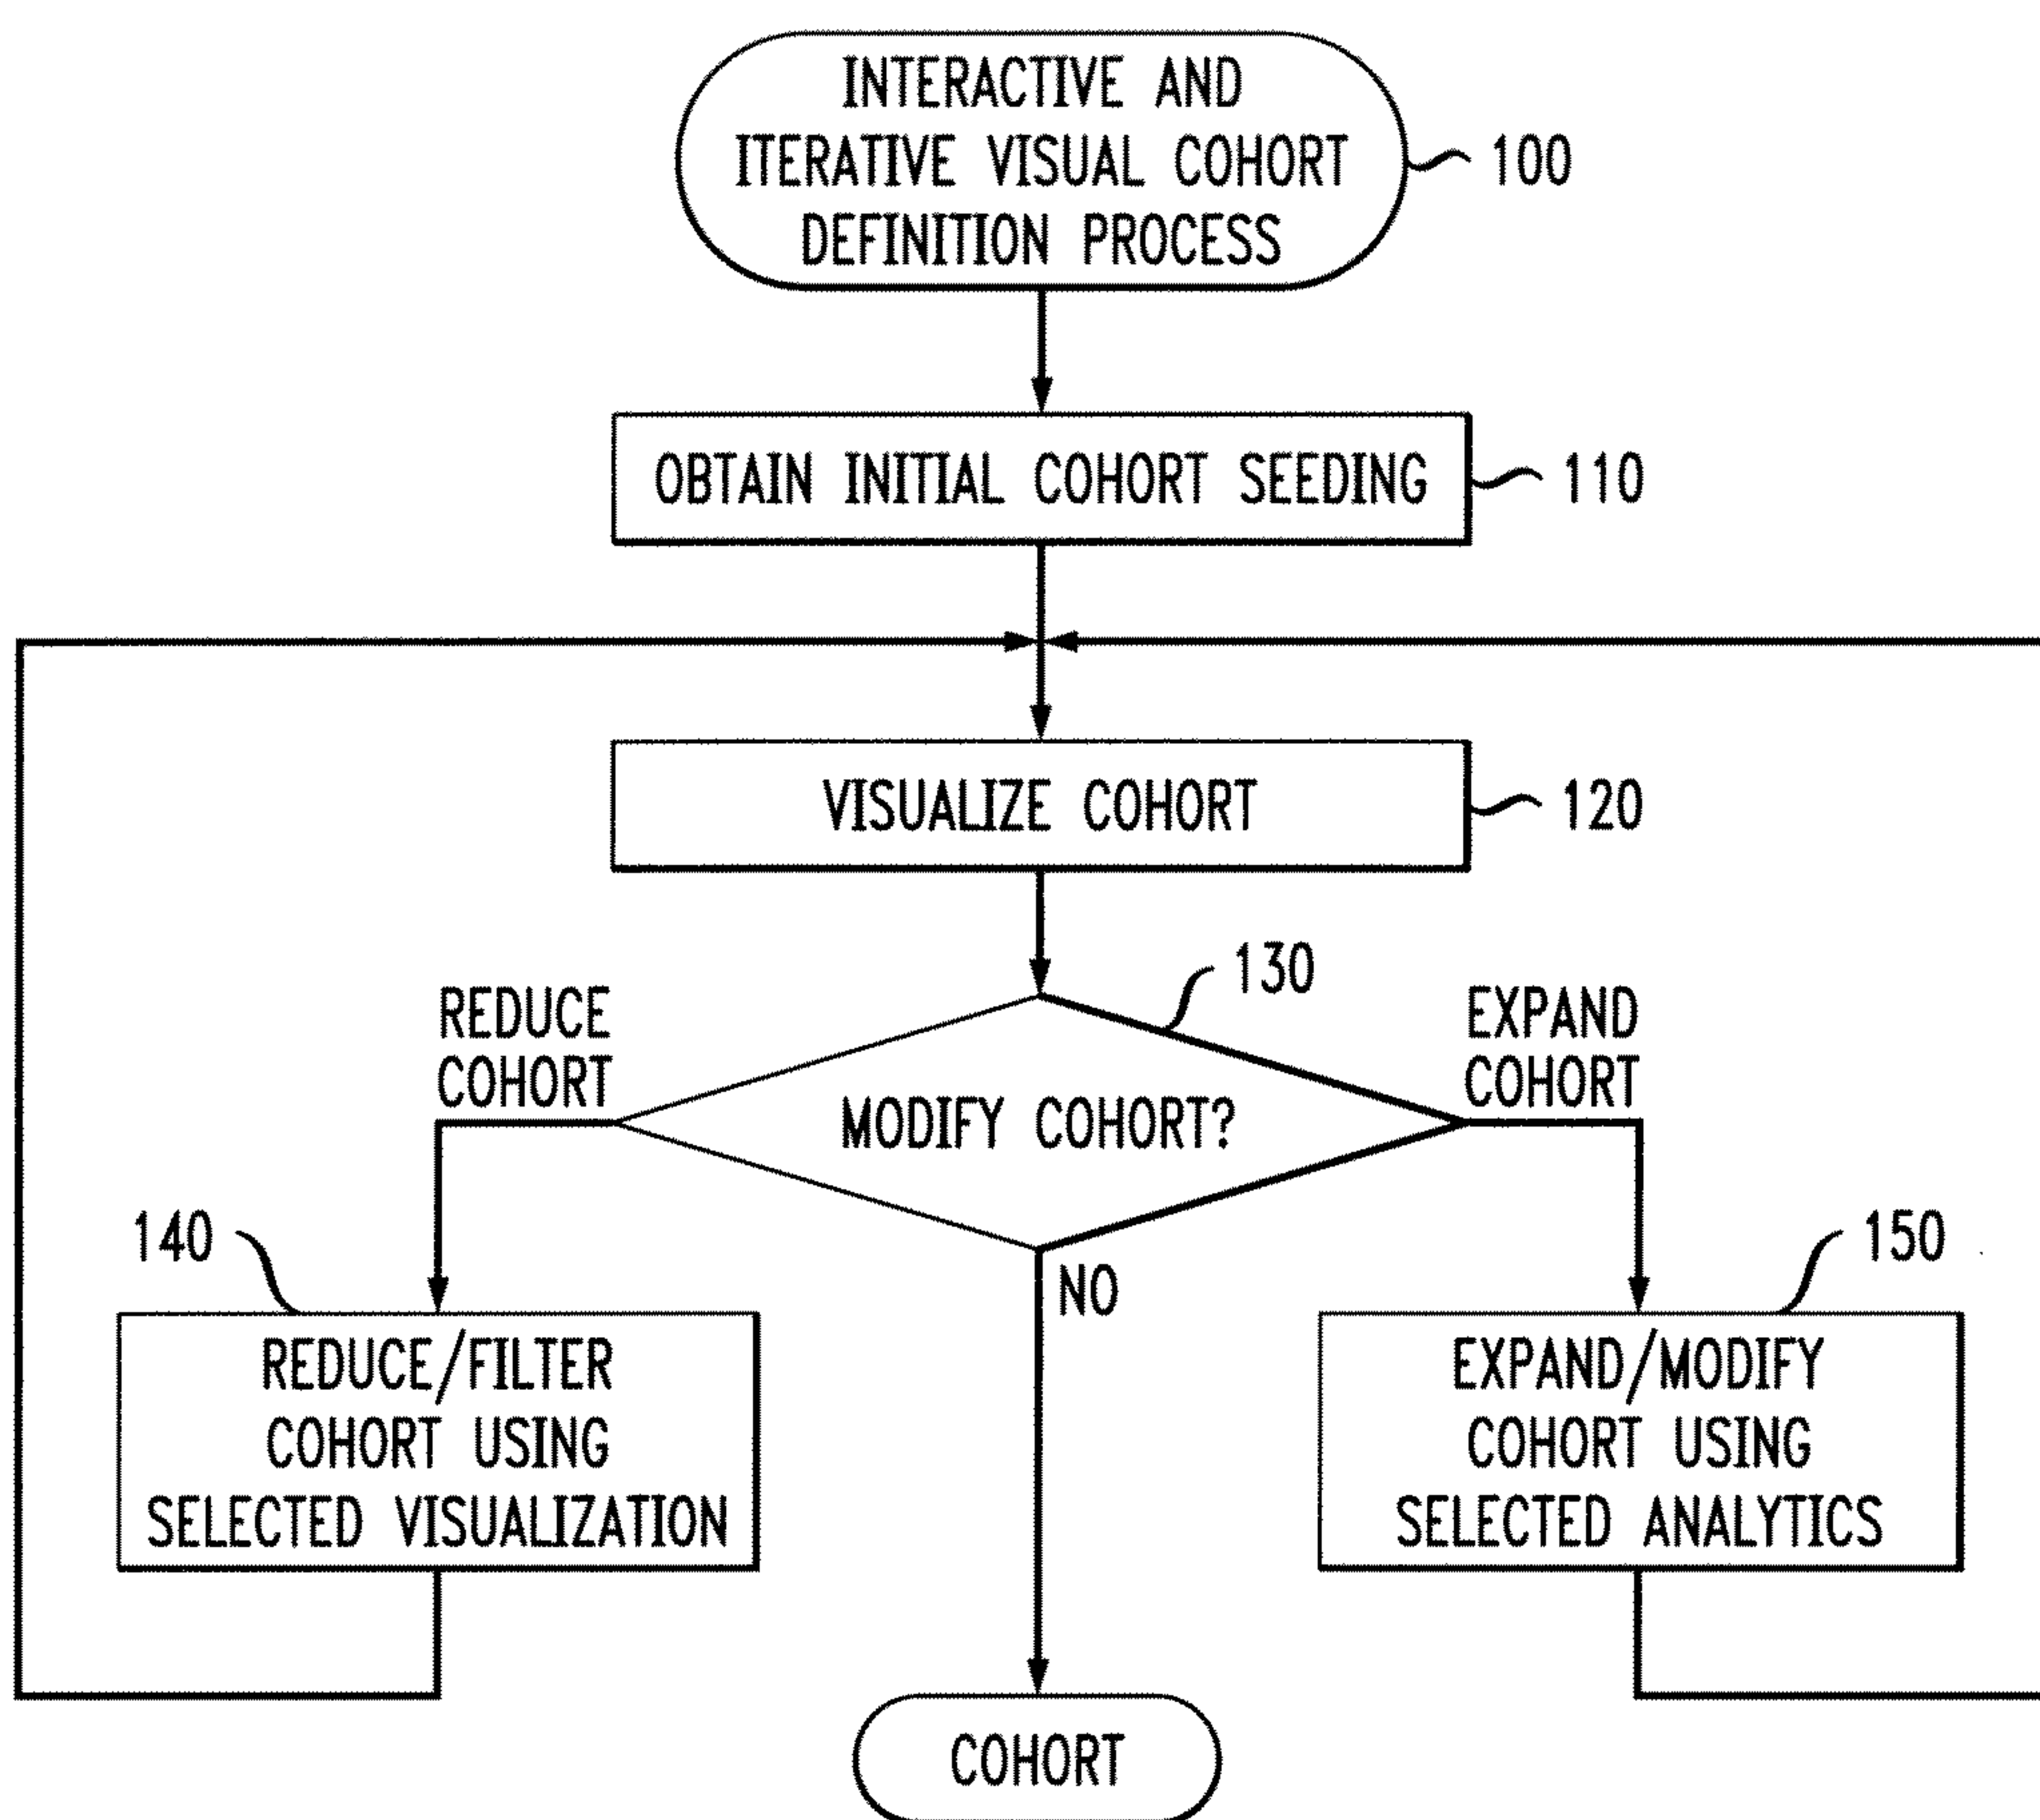 INTERACTIVE AND
ITERATIVE VISUAL COHORT
DEFINITION PROCESS
100
OBTAIN INITIAL COHORT SEEDING
110
VISUALIZE COHORT
120
130
REDUCE
COHORT
EXPAND
COHORT
MODIFY COHORT?
140
150
NO
REDUCE/FILTER
COHORT USING
SELECTED VISUALIZATION
EXPAND/MODIFY
COHORT USING
SELECTED ANALYTICS
COHORT